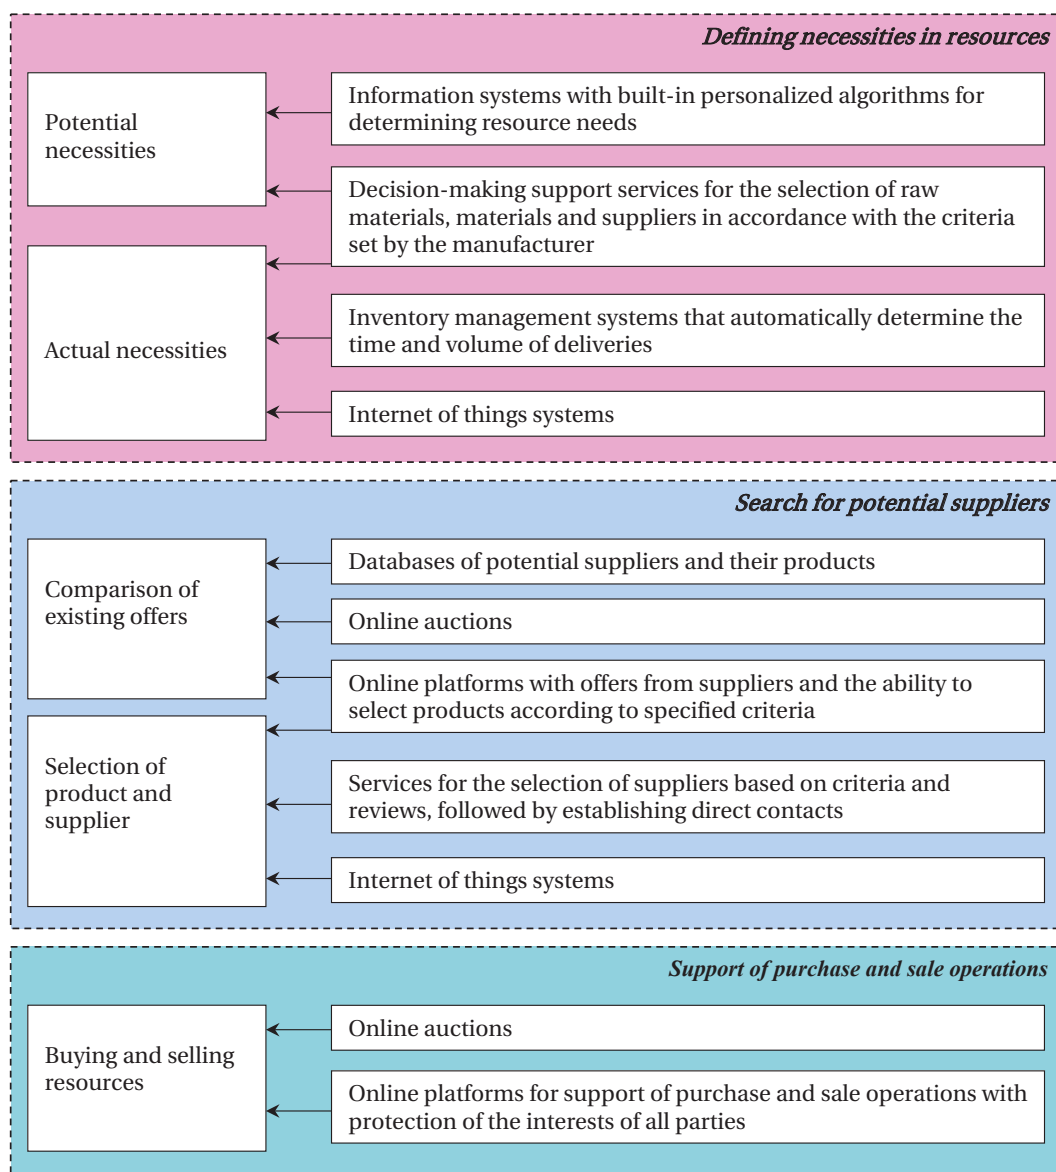 Defining necessities in resources
Potential
necessities
Information systems with built-in personalized algorithms for
determining resource needs
Decision-making support services for the selection of raw
materials, materials and suppliers in accordance with the criteria
set by the manufacturer
Actual necessities
Inventory management systems that automatically determine the
time and volume of deliveries
Internet of things systems
Search for potential suppliers
Comparison of
existing offers
Databases of potential suppliers and their products
Online auctions
Online platforms with offers from suppliers and the ability to
select products according to specified criteria
Selection of
product and
supplier
Services for the selection of suppliers based on criteria and
reviews, followed by establishing direct contacts
Internet of things systems
Support of purchase and sale operations
Buying and selling
resources
Online auctions
Online platforms for support of purchase and sale operations with
protection of the interests of all parties